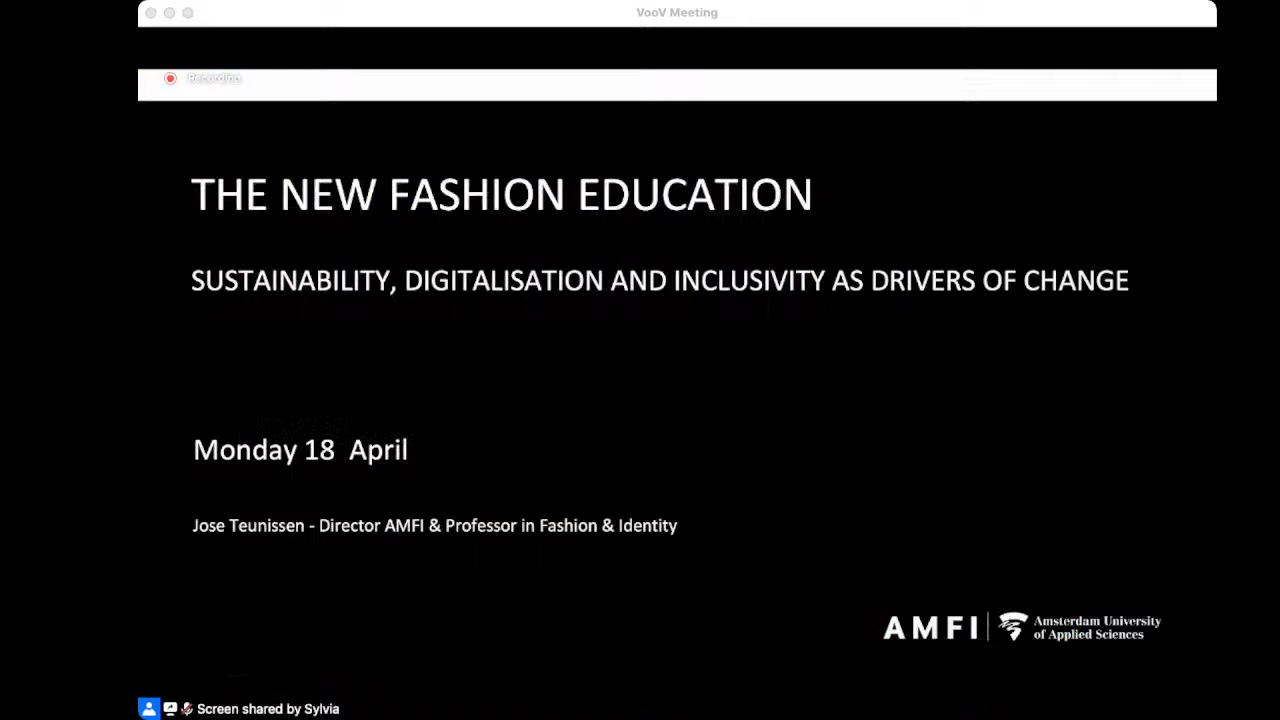 VooV Meeting
Recording
THE NEW FASHION EDUCATION
SUSTAINABILITY, DIGITALISATION AND INCLUSIVITY AS DRIVERS OF CHANGE
Monday 18 April
Jose Teunissen - Director AMFI & Professor in Fashion & Identity
AMFI
Amsterdam University
of Applied Sciences
Screen shared by Sylvia